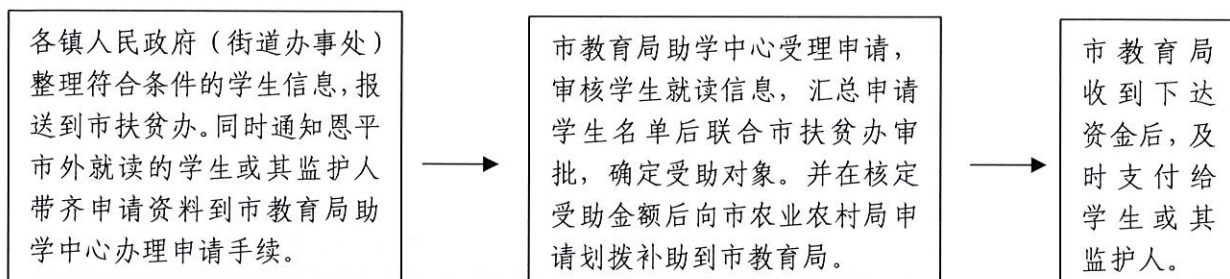 各镇人民政府（街道办事处）
整理符合条件的学生信息，报
送到市扶贫办。同时通知恩平
市外就读的学生或其监护人
带齐申请资料到市教育局助
学中心办理申请手续。
市教育局助学中心受理申请，
审核学生就读信息，汇总申请
学生名单后联合市扶贫办审
批，确定受助对象。并在核定
受助金额后向市农业农村局申
请划拨补助到市教育局。
市教育局
收到下达
资金后，及
时支付给
学生或其
监护人。